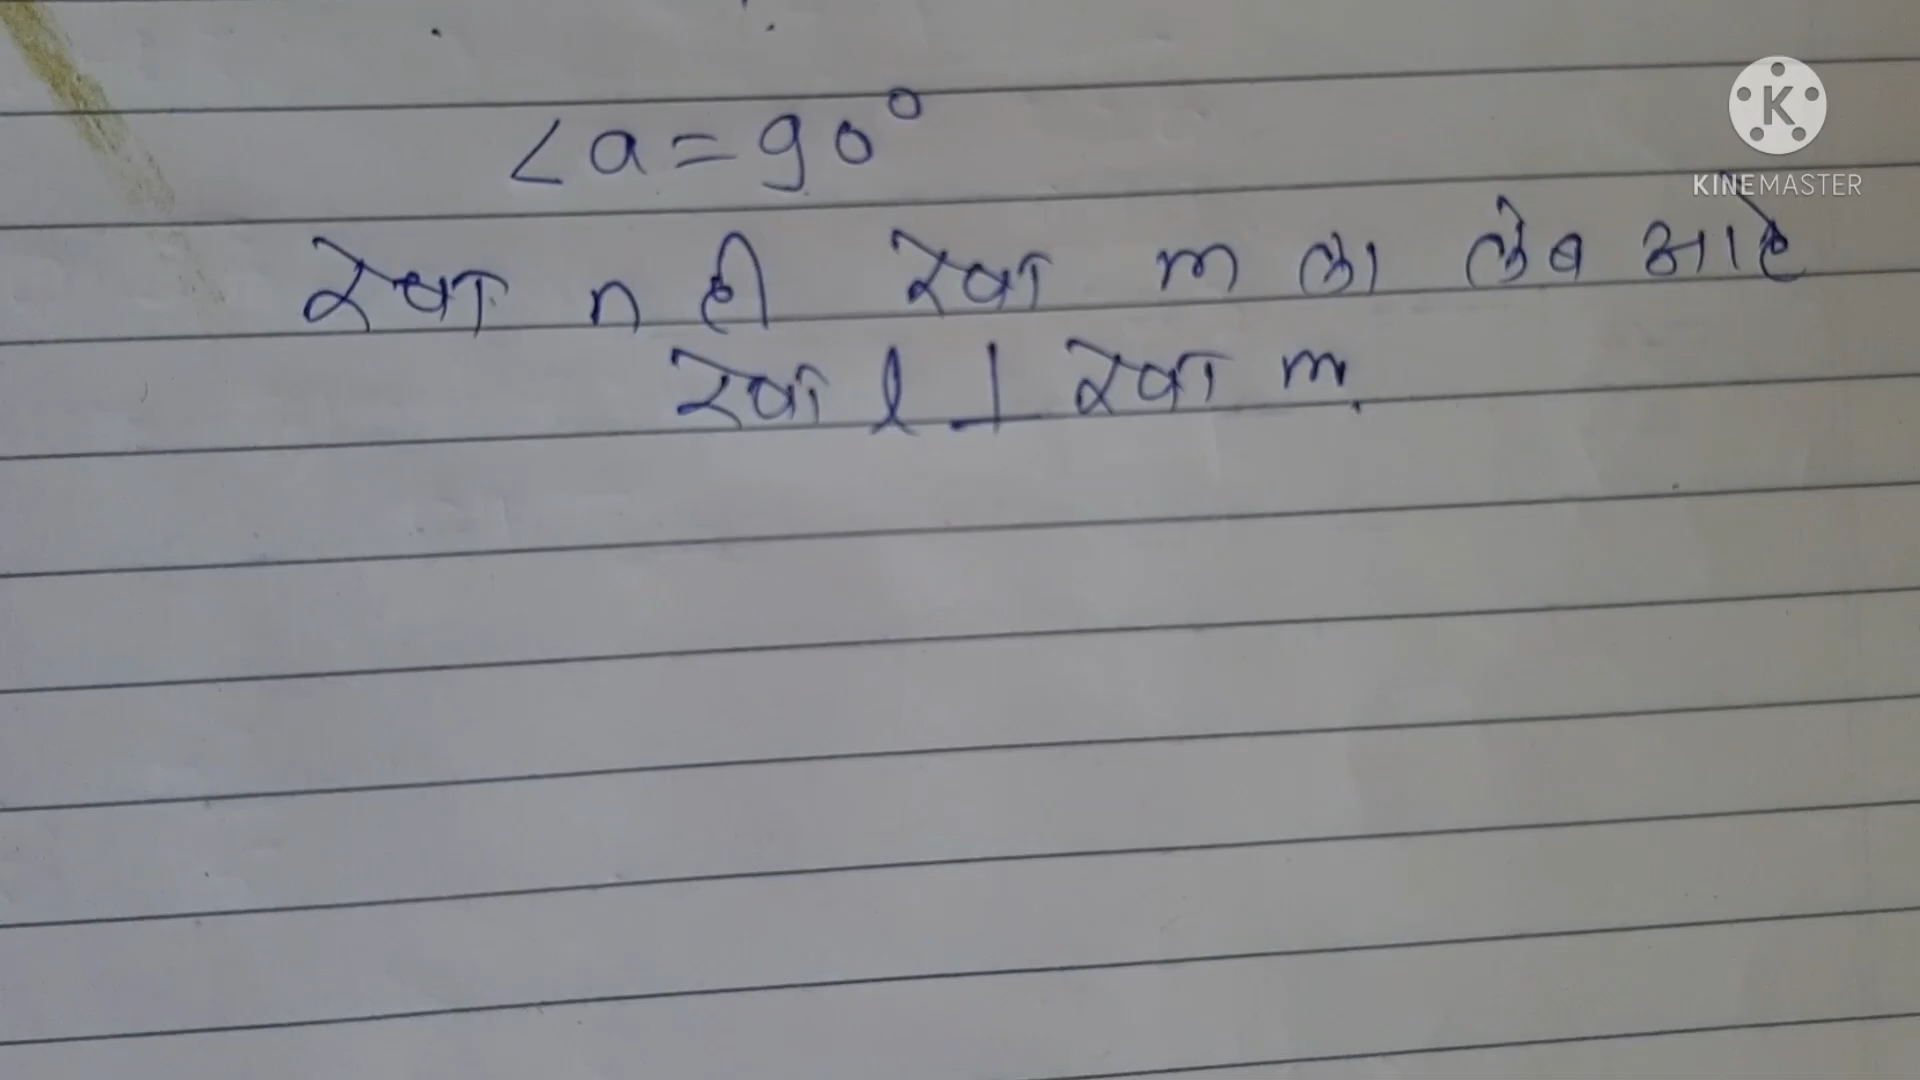 K
KINEMASTER
∠a=90°
रेषा n ही रेषा m ला लंब आहे
रेषा l ⊥ रेषा m.